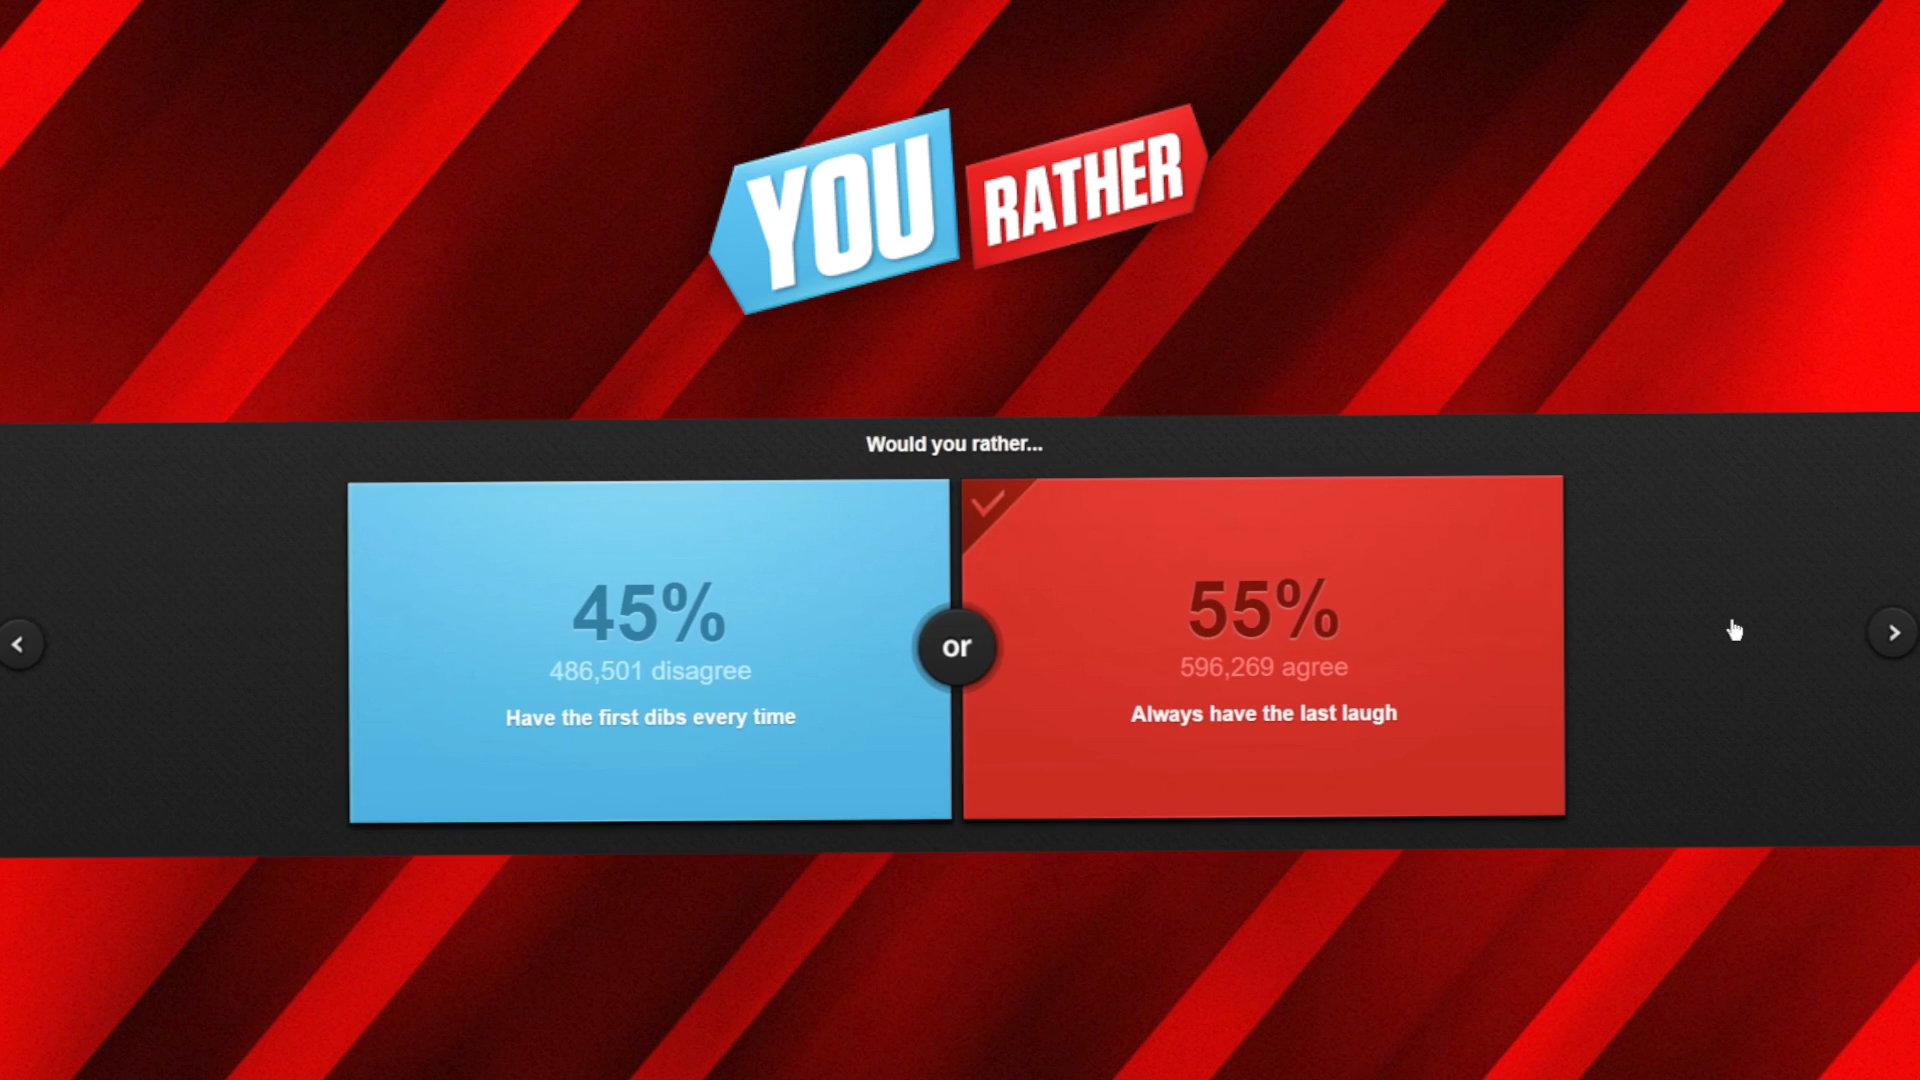 YOU RATHER
Would you rather...
45%
486,501 disagree
Have the first dibs every time
or
55%
596,269 agree
Always have the last laugh